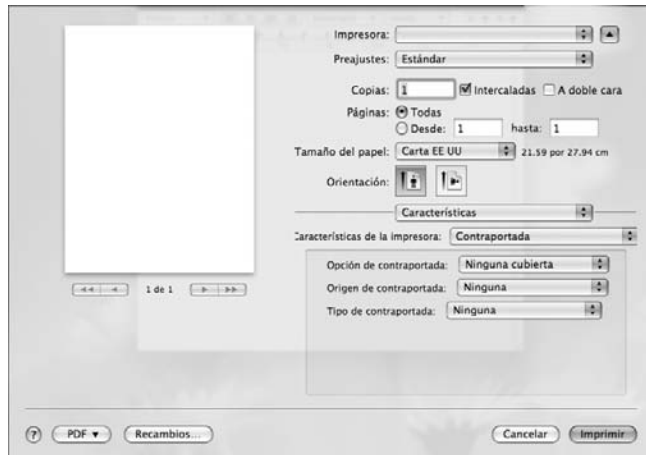 Impresora:
Preajustes: Estándar
Copias: 1 Intercaladas A doble cara
Páginas: Todas
Desde: 1 hasta: 1
Tamaño del papel: Carta EE UU 21.59 por 27.94 cm
Orientación:
Características
Características de la impresora: Contraportada
Opción de contraportada: Ninguna cubierta
Origen de contraportada: Ninguna
Tipo de contraportada: Ninguna
1 de 1
? PDF Recambios... Cancelar Imprimir